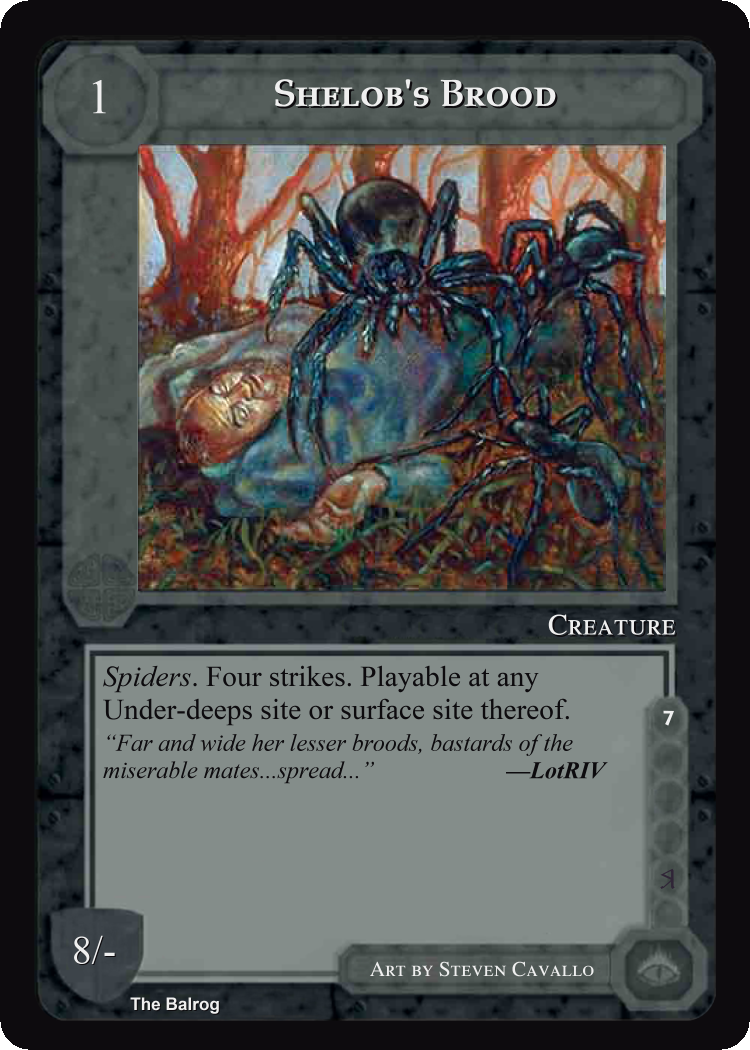 1
Shelob's Brood
Creature
Spiders. Four strikes. Playable at any
Under-deeps site or surface site thereof.
“Far and wide her lesser broods, bastards of the
miserable mates...spread...” —LotRIV
7
8/-
Art by Steven Cavallo
The Balrog